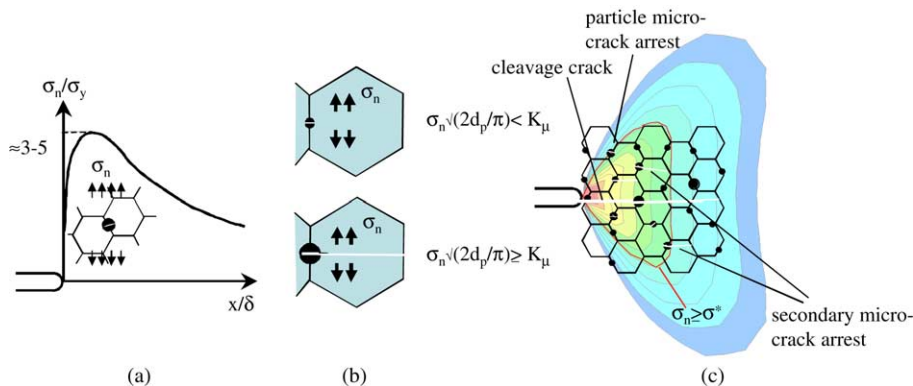 σn/σy
≈3-5
σn
x/δ
(a)
σn
σn
(b)
σn√(2dp/π)< Kμ
σn√(2dp/π)≥ Kμ
particle micro-
crack arrest
cleavage crack
σn≥σ*
secondary micro-
crack arrest
(c)